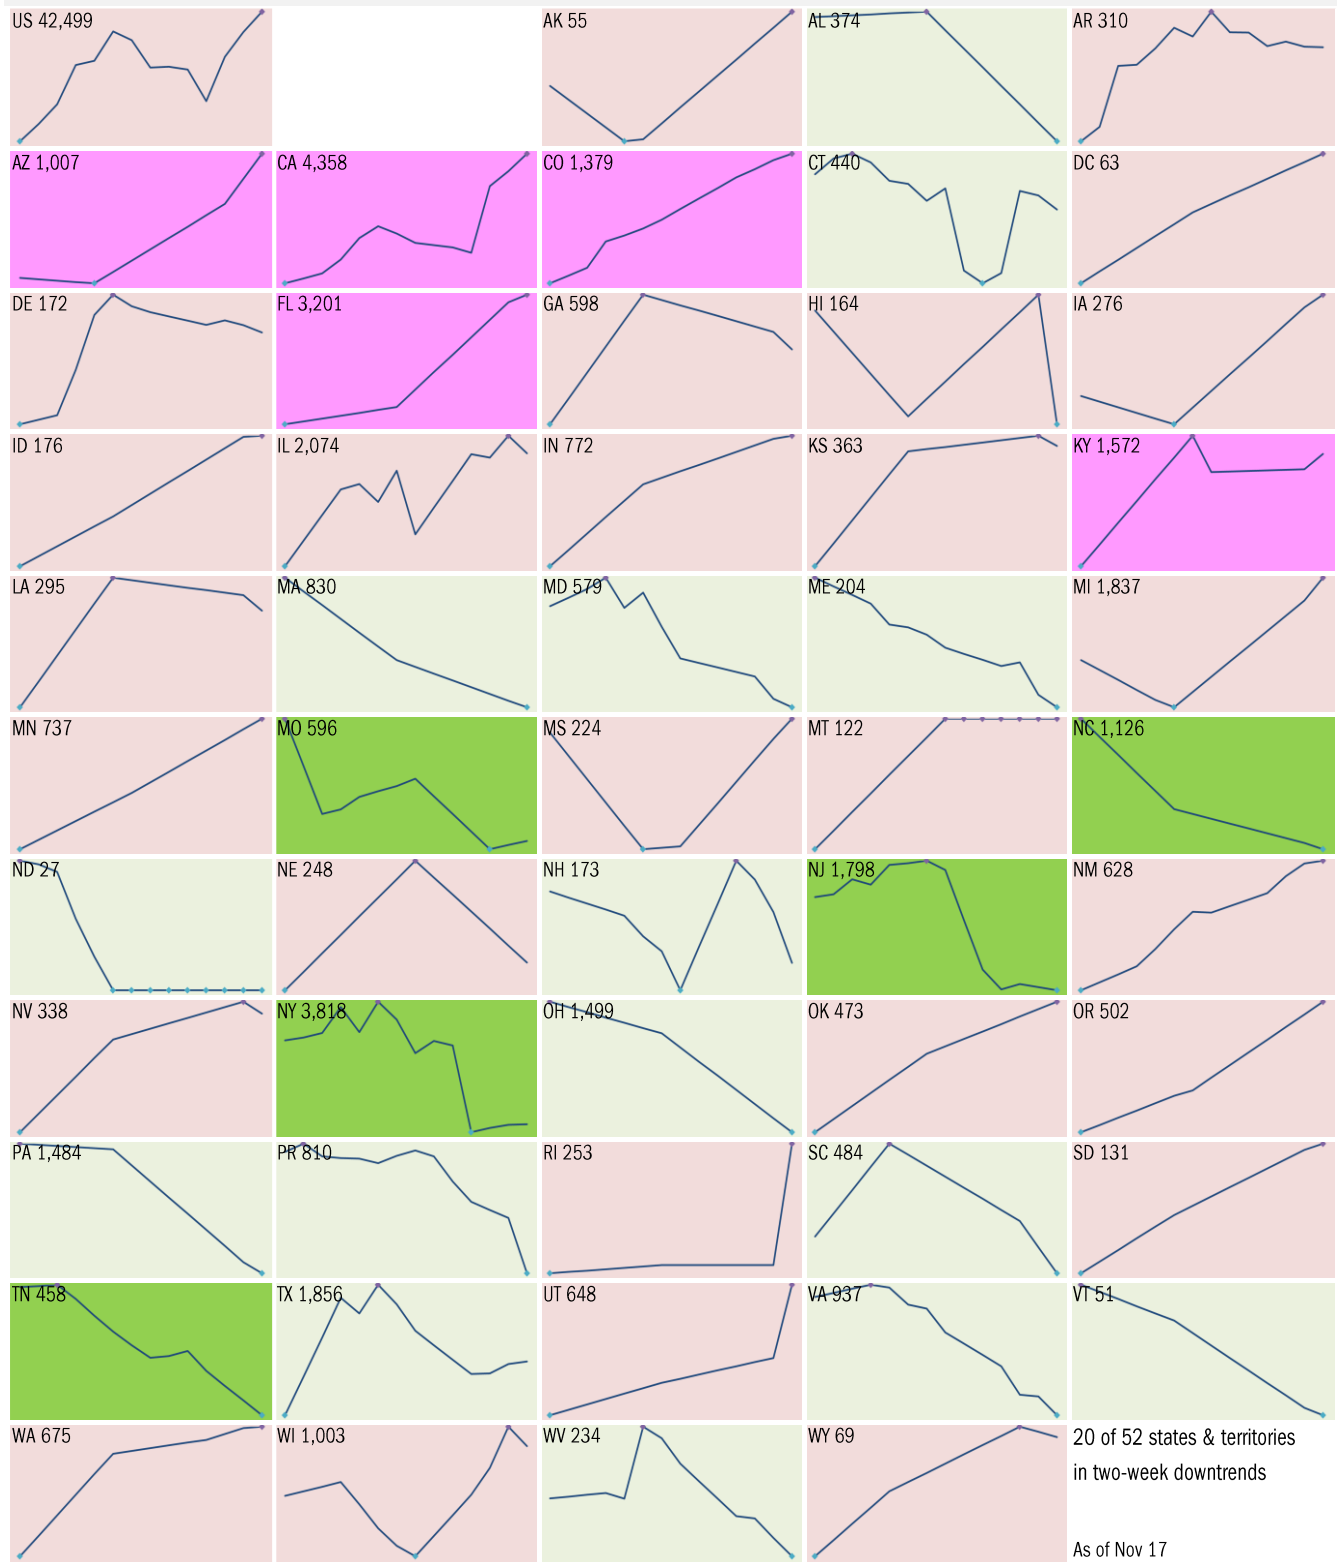 US 42,499
AK 55
AL 374
AR 310
AZ 1,007
CA 4,358
CO 1,379
CT 440
DC 63
DE 172
FL 3,201
GA 598
HI 164
IA 276
ID 176
IL 2,074
IN 772
KS 363
KY 1,572
LA 295
MA 830
MD 579
ME 204
MI 1,837
MN 737
MO 596
MS 224
MT 122
NC 1,126
ND 27
NE 248
NH 173
NJ 1,798
NM 628
NV 338
NY 3,818
OH 1,499
OK 473
OR 502
PA 1,484
PR 810
RI 253
SC 484
SD 131
TN 458
TX 1,856
UT 648
VA 937
VT 51
WA 675
WI 1,003
WV 234
WY 69
20 of 52 states & territories
in two-week downtrends
As of Nov 17